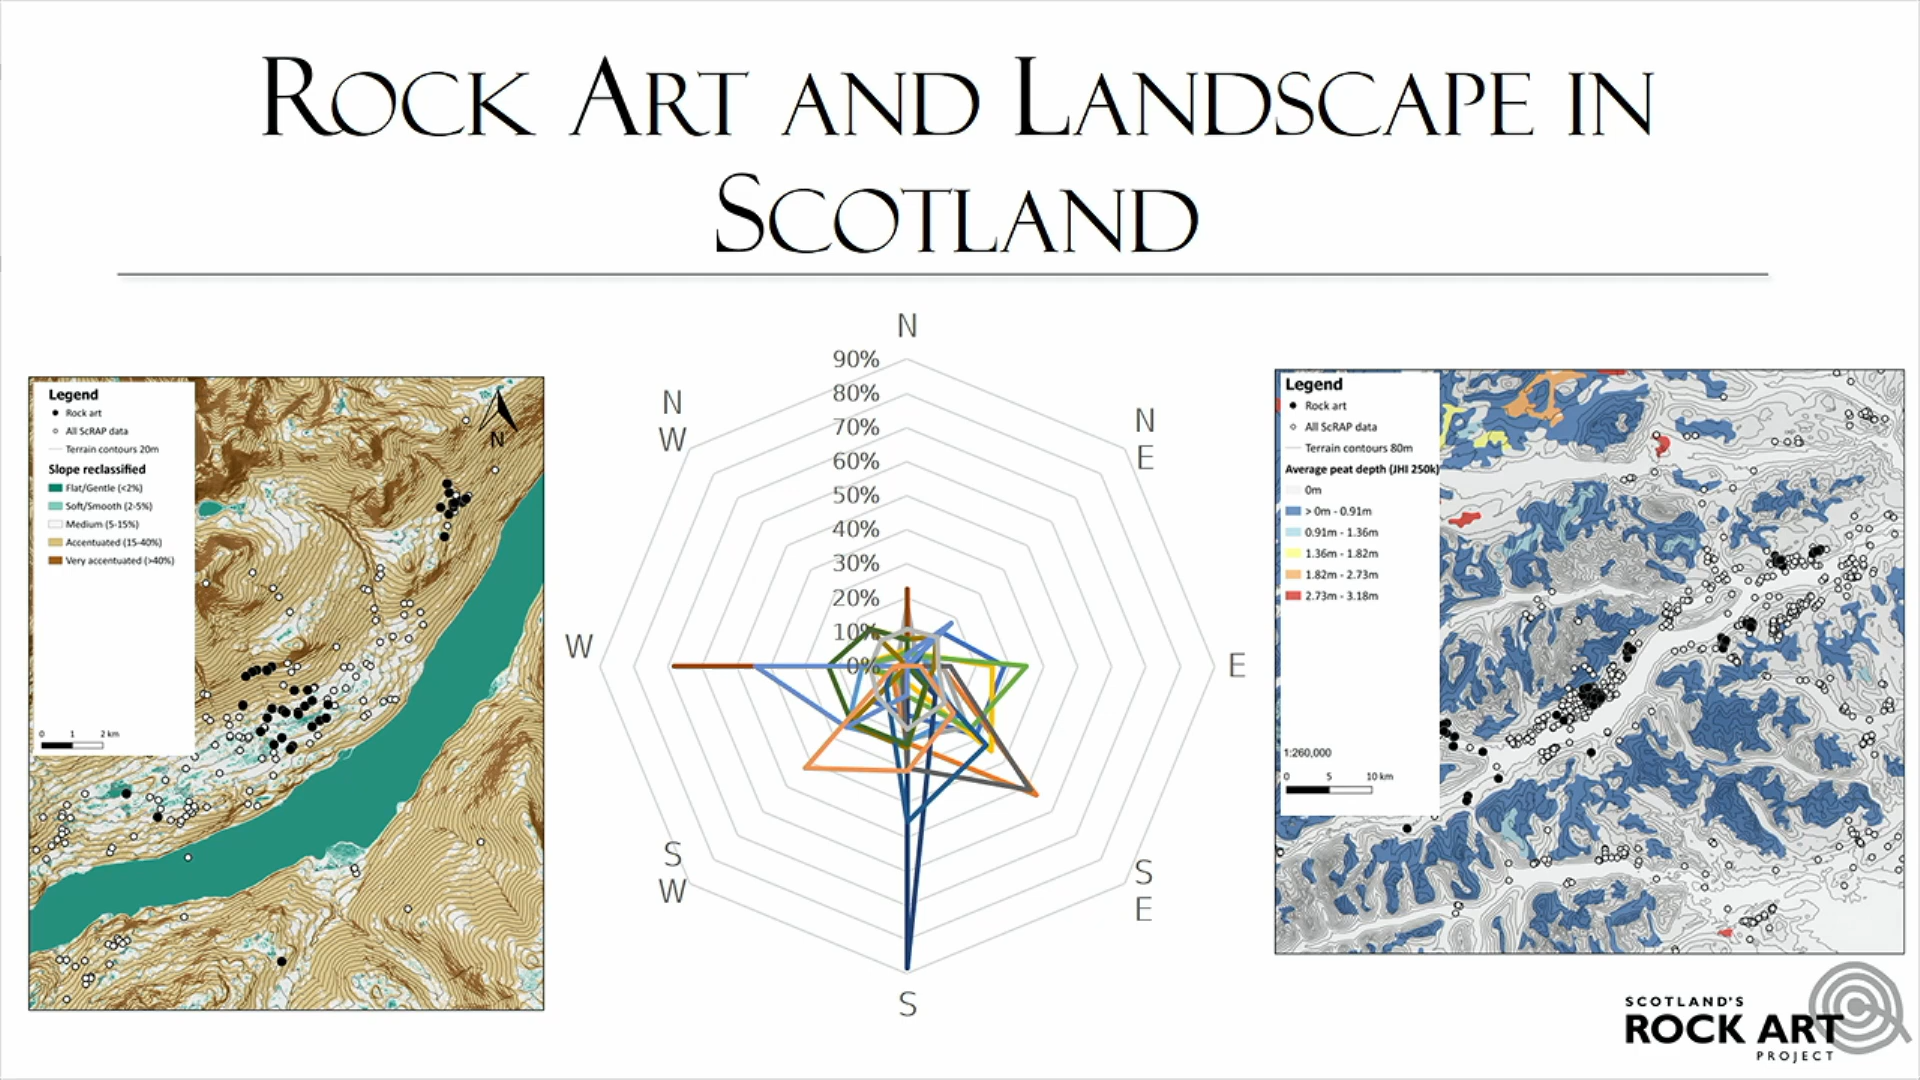 ROCK ART AND LANDSCAPE IN
SCOTLAND
Legend
Rock art
All ScRAP data
Terrain contours 20m
Slope reclassified
Flat/Gentle (<2%)
Soft/Smooth (2-5%)
Medium (5-15%)
Accentuated (15-40%)
Very accentuated (>40%)
0 1 2 km
N
N
90%
80%
70%
60%
50%
40%
30%
20%
10%
0%
N
E
E
S
E
S
S
W
W
N
W
Legend
Rock art
All ScRAP data
Terrain contours 80m
Average peat depth (JHI 250k)
0m
> 0m - 0.91m
0.91m - 1.36m
1.36m - 1.82m
1.82m - 2.73m
2.73m - 3.18m
1:260,000
0 5 10 km
SCOTLAND'S
ROCK ART
PROJECT